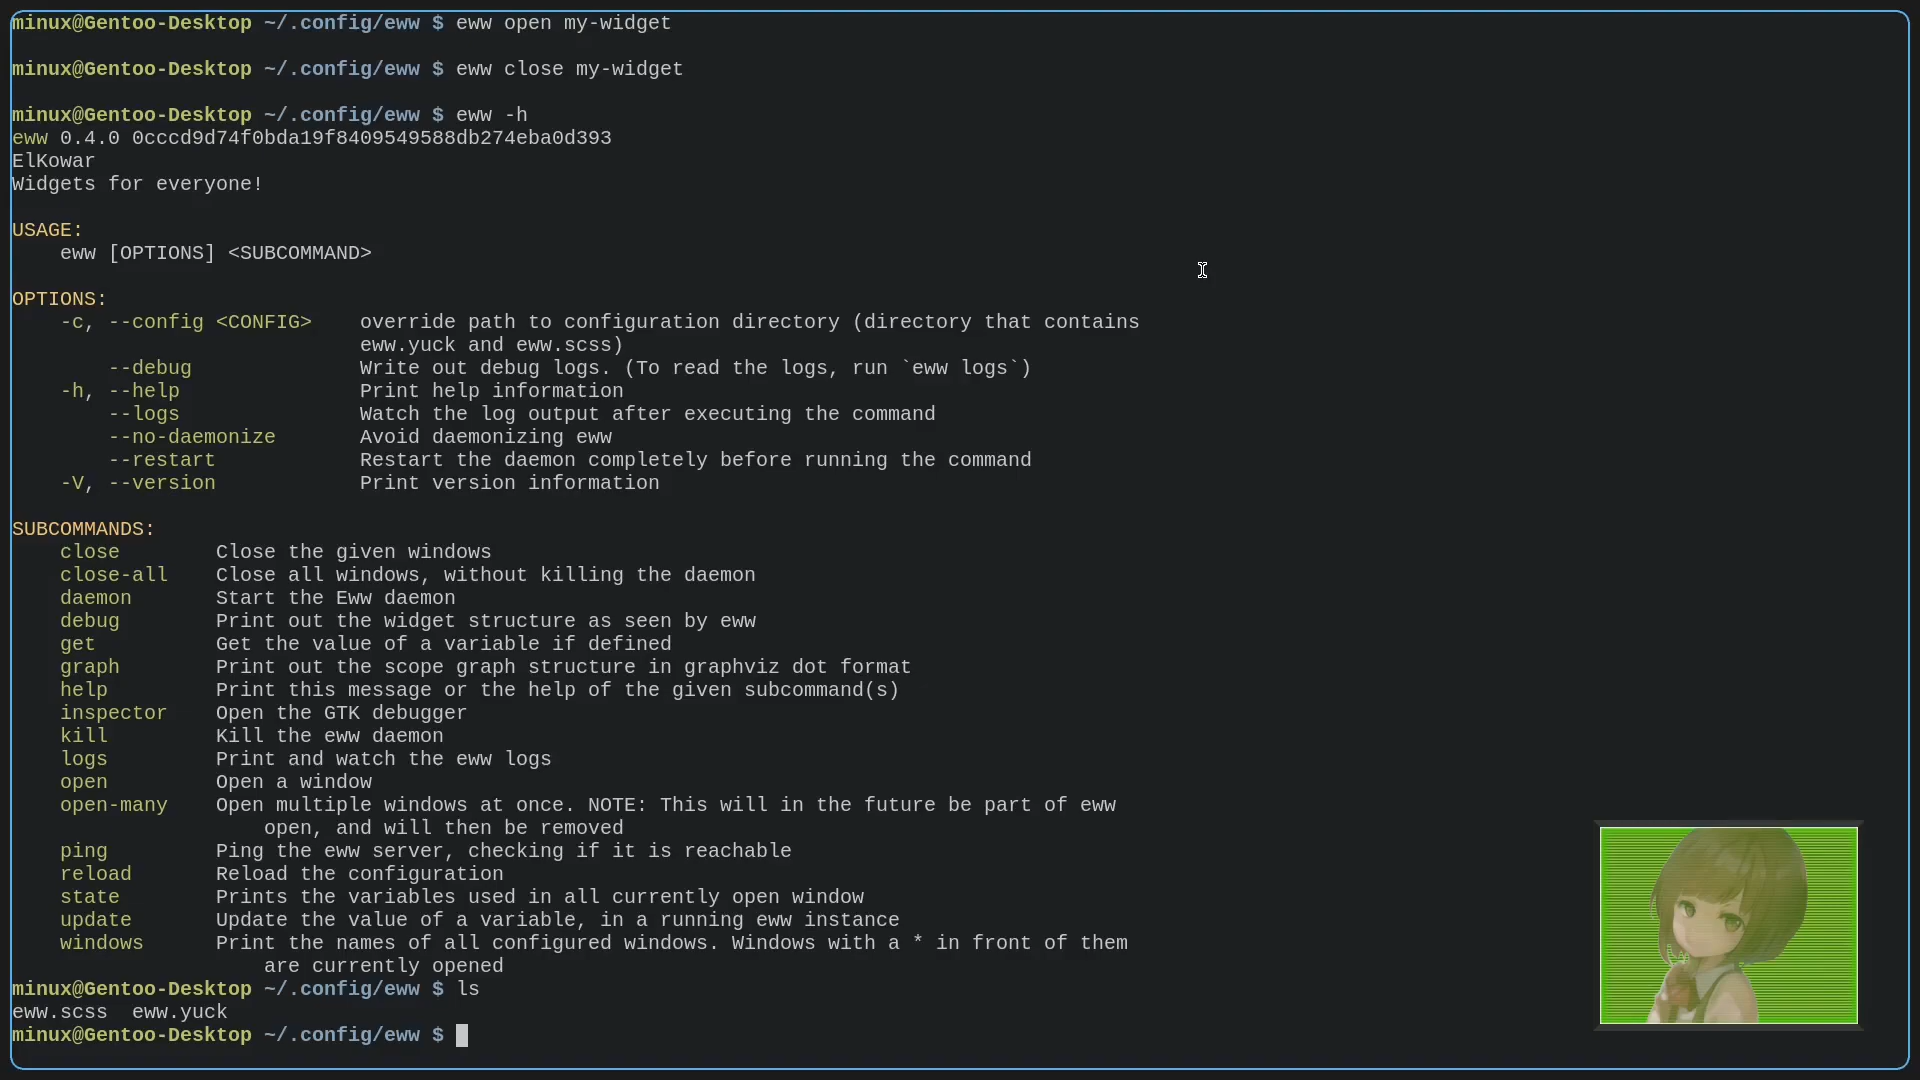 minux@Gentoo-Desktop ~/.config/eww $ eww open my-widget
minux@Gentoo-Desktop ~/.config/eww $ eww close my-widget
minux@Gentoo-Desktop ~/.config/eww $ eww -h
eww 0.4.0 0cccd9d74f0bda19f8409549588db274eba0d393
ElKowar
Widgets for everyone!
USAGE:
    eww [OPTIONS] <SUBCOMMAND>
OPTIONS:
    -c, --config <CONFIG>    override path to configuration directory (directory that contains
                             eww.yuck and eww.scss)
        --debug              Write out debug logs. (To read the logs, run `eww logs`)
    -h, --help               Print help information
        --logs               Watch the log output after executing the command
        --no-daemonize       Avoid daemonizing eww
        --restart            Restart the daemon completely before running the command
    -V, --version            Print version information
SUBCOMMANDS:
    close        Close the given windows
    close-all    Close all windows, without killing the daemon
    daemon       Start the Eww daemon
    debug        Print out the widget structure as seen by eww
    get          Get the value of a variable if defined
    graph        Print out the scope graph structure in graphviz dot format
    help         Print this message or the help of the given subcommand(s)
    inspector    Open the GTK debugger
    kill         Kill the eww daemon
    logs         Print and watch the eww logs
    open         Open a window
    open-many    Open multiple windows at once. NOTE: This will in the future be part of eww
                     open, and will then be removed
    ping         Ping the eww server, checking if it is reachable
    reload       Reload the configuration
    state        Prints the variables used in all currently open window
    update       Update the value of a variable, in a running eww instance
    windows      Print the names of all configured windows. Windows with a * in front of them
                     are currently opened
minux@Gentoo-Desktop ~/.config/eww $ ls
eww.scss  eww.yuck
minux@Gentoo-Desktop ~/.config/eww $